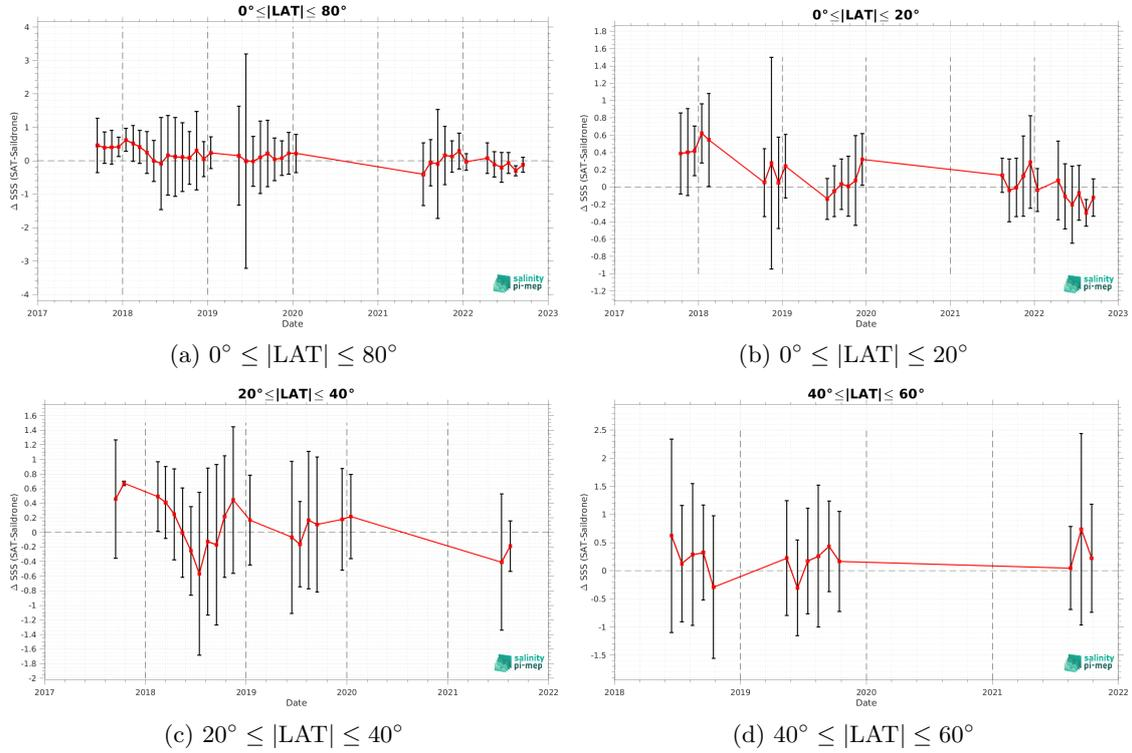 0°≤|LAT|≤ 80°
4
3
2
1
0
-1
-2
-3
-4
Δ SSS (SAT-Saildrone)
2017 2018 2019 2020 2021 2022 2023
Date
salinity
pi-mep
(a) 0° ≤ |LAT| ≤ 80°
0°≤|LAT|≤ 20°
1.8
1.6
1.4
1.2
1
0.8
0.6
0.4
0.2
0
-0.2
-0.4
-0.6
-0.8
-1
-1.2
Δ SSS (SAT-Saildrone)
2017 2018 2019 2020 2021 2022 2023
Date
salinity
pi-mep
(b) 0° ≤ |LAT| ≤ 20°
20°≤|LAT|≤ 40°
1.6
1.4
1.2
1
0.8
0.6
0.4
0.2
0
-0.2
-0.4
-0.6
-0.8
-1
-1.2
-1.4
-1.6
-1.8
-2
Δ SSS (SAT-Saildrone)
2017 2018 2019 2020 2021 2022
Date
salinity
pi-mep
(c) 20° ≤ |LAT| ≤ 40°
40°≤|LAT|≤ 60°
2.5
2
1.5
1
0.5
0
-0.5
-1
-1.5
Δ SSS (SAT-Saildrone)
2018 2019 2020 2021 2022
Date
salinity
pi-mep
(d) 40° ≤ |LAT| ≤ 60°